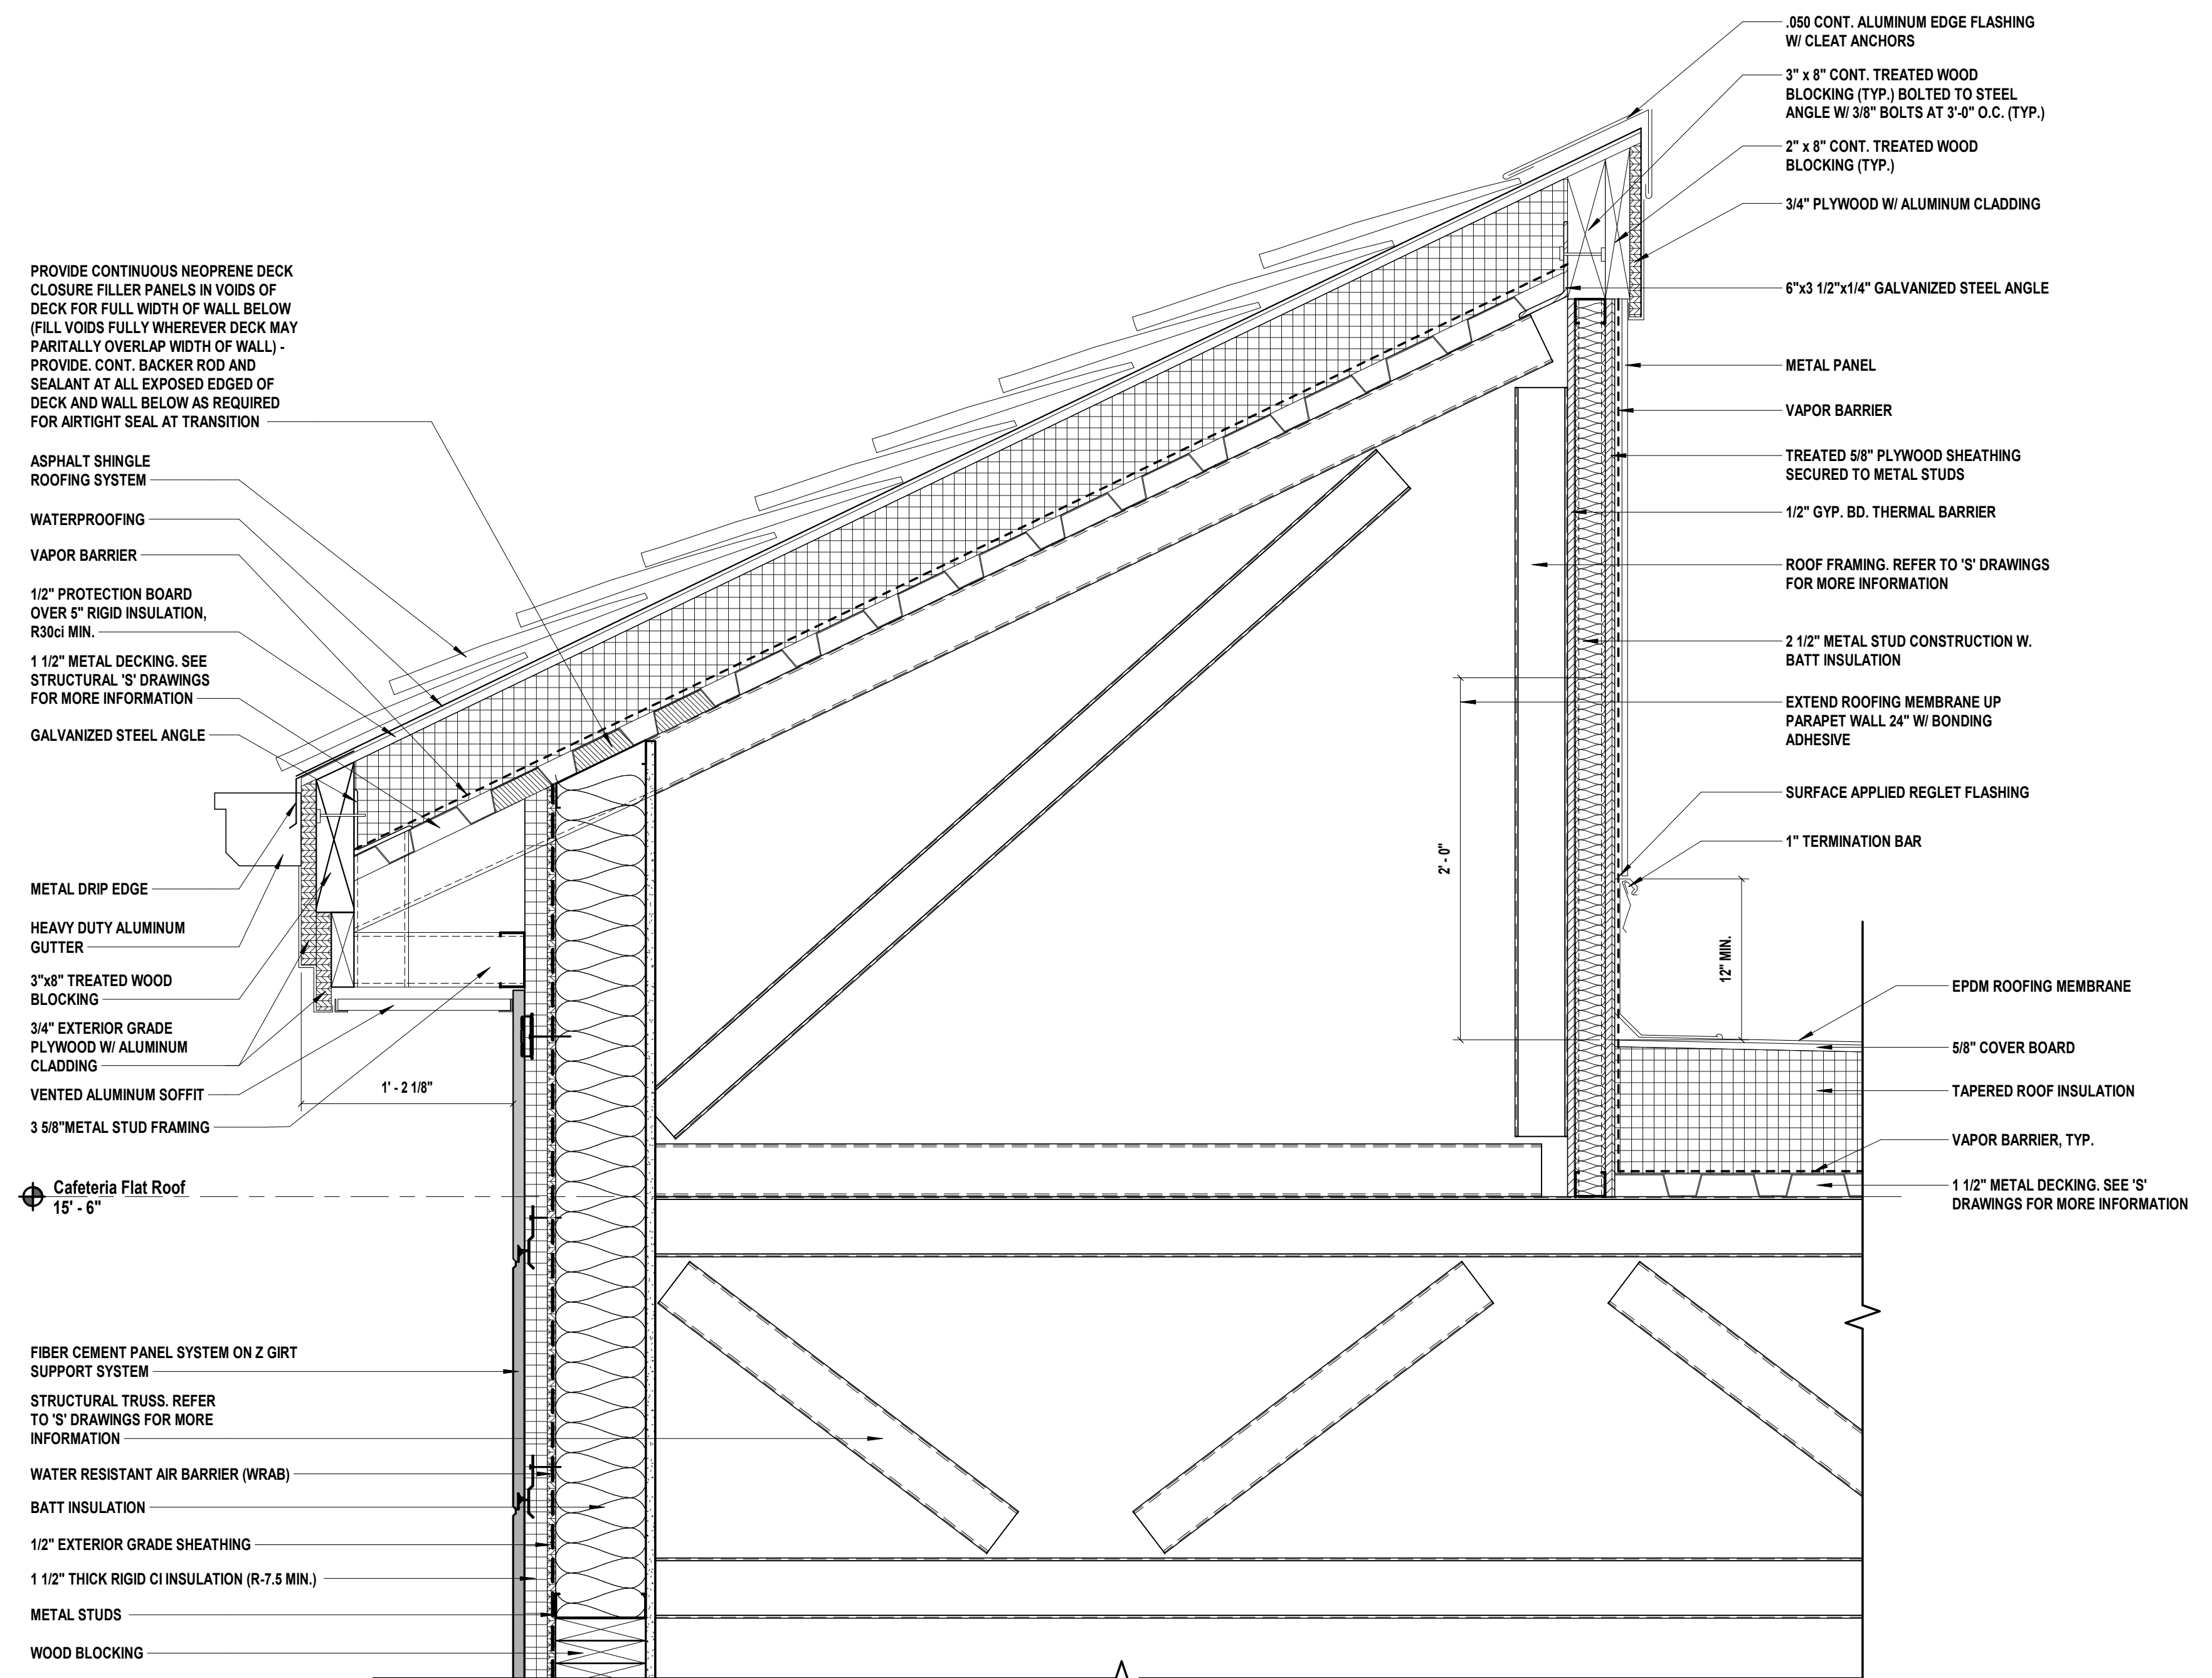 .050 CONT. ALUMINUM EDGE FLASHING
W/ CLEAT ANCHORS
3" x 8" CONT. TREATED WOOD
BLOCKING (TYP.) BOLTED TO STEEL
ANGLE W/ 3/8" BOLTS AT 3'-0" O.C. (TYP.)
2" x 8" CONT. TREATED WOOD
BLOCKING (TYP.)
3/4" PLYWOOD W/ ALUMINUM CLADDING
6"x3 1/2"x1/4" GALVANIZED STEEL ANGLE
METAL PANEL
VAPOR BARRIER
TREATED 5/8" PLYWOOD SHEATHING
SECURED TO METAL STUDS
1/2" GYP. BD. THERMAL BARRIER
ROOF FRAMING. REFER TO 'S' DRAWINGS
FOR MORE INFORMATION
2 1/2" METAL STUD CONSTRUCTION W.
BATT INSULATION
EXTEND ROOFING MEMBRANE UP
PARAPET WALL 24" W/ BONDING
ADHESIVE
SURFACE APPLIED REGLET FLASHING
1" TERMINATION BAR
EPDM ROOFING MEMBRANE
5/8" COVER BOARD
TAPERED ROOF INSULATION
VAPOR BARRIER, TYP.
1 1/2" METAL DECKING. SEE 'S'
DRAWINGS FOR MORE INFORMATION
2' - 0"
12" MIN.
PROVIDE CONTINUOUS NEOPRENE DECK
CLOSURE FILLER PANELS IN VOIDS OF
DECK FOR FULL WIDTH OF WALL BELOW
(FILL VOIDS FULLY WHEREVER DECK MAY
PARITALLY OVERLAP WIDTH OF WALL) -
PROVIDE. CONT. BACKER ROD AND
SEALANT AT ALL EXPOSED EDGED OF
DECK AND WALL BELOW AS REQUIRED
FOR AIRTIGHT SEAL AT TRANSITION
ASPHALT SHINGLE
ROOFING SYSTEM
WATERPROOFING
VAPOR BARRIER
1/2" PROTECTION BOARD
OVER 5" RIGID INSULATION,
R30ci MIN.
1 1/2" METAL DECKING. SEE
STRUCTURAL 'S' DRAWINGS
FOR MORE INFORMATION
GALVANIZED STEEL ANGLE
METAL DRIP EDGE
HEAVY DUTY ALUMINUM
GUTTER
3"x8" TREATED WOOD
BLOCKING
3/4" EXTERIOR GRADE
PLYWOOD W/ ALUMINUM
CLADDING
VENTED ALUMINUM SOFFIT
3 5/8"METAL STUD FRAMING
1' - 2 1/8"
Cafeteria Flat Roof
15' - 6"
FIBER CEMENT PANEL SYSTEM ON Z GIRT
SUPPORT SYSTEM
STRUCTURAL TRUSS. REFER
TO 'S' DRAWINGS FOR MORE
INFORMATION
WATER RESISTANT AIR BARRIER (WRAB)
BATT INSULATION
1/2" EXTERIOR GRADE SHEATHING
1 1/2" THICK RIGID CI INSULATION (R-7.5 MIN.)
METAL STUDS
WOOD BLOCKING